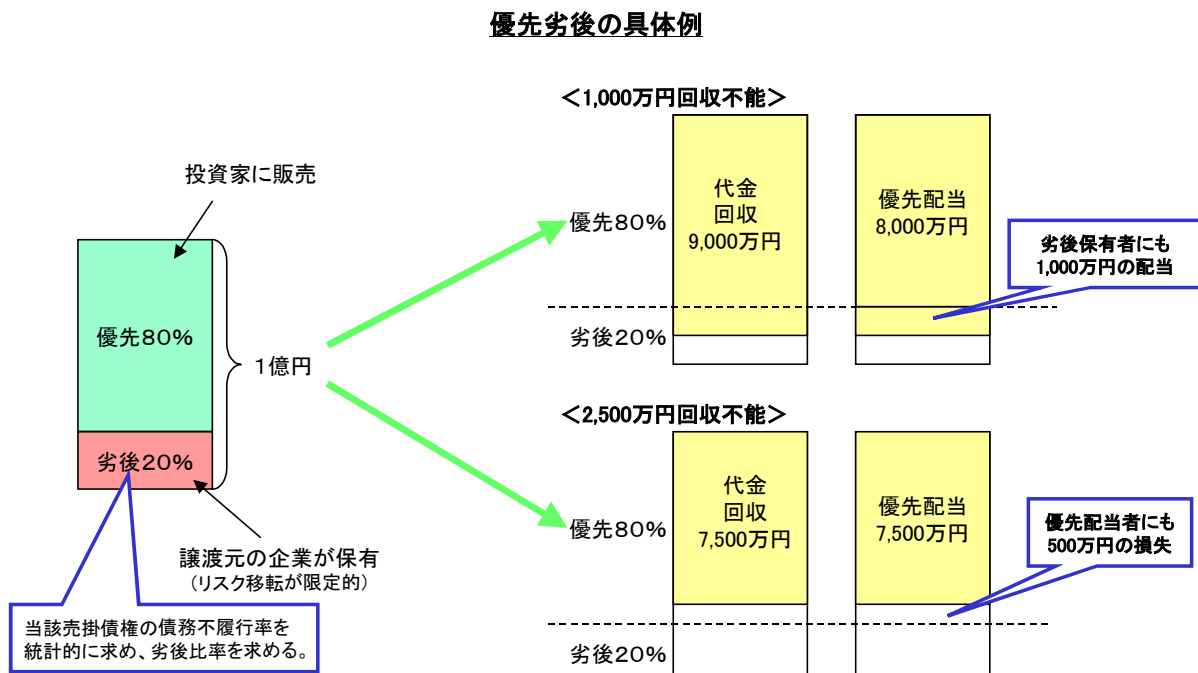 優先劣後の具体例
投資家に販売
優先80%
劣後20%
1億円
譲渡元の企業が保有
(リスク移転が限定的)
当該売掛債権の債務不履行率を
統計的に求め、劣後比率を求める。
<1,000万円回収不能>
優先80%
劣後20%
代金
回収
9,000万円
優先配当
8,000万円
劣後保有者にも
1,000万円の配当
<2,500万円回収不能>
優先80%
劣後20%
代金
回収
7,500万円
優先配当
7,500万円
優先配当者にも
500万円の損失